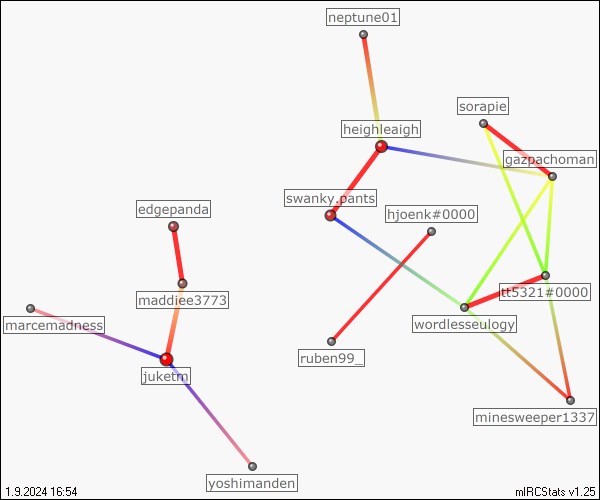 neptune01
sorapie
heighleaigh
gazpachoman
swanky.pants
edgepanda
hjoenk#0000
tt5321#0000
maddiee3773
marcemadness
wordlesseulogy
ruben99_
juketm
minesweeper1337
yoshimanden
1.9.2024 16:54
mIRCStats v1.25